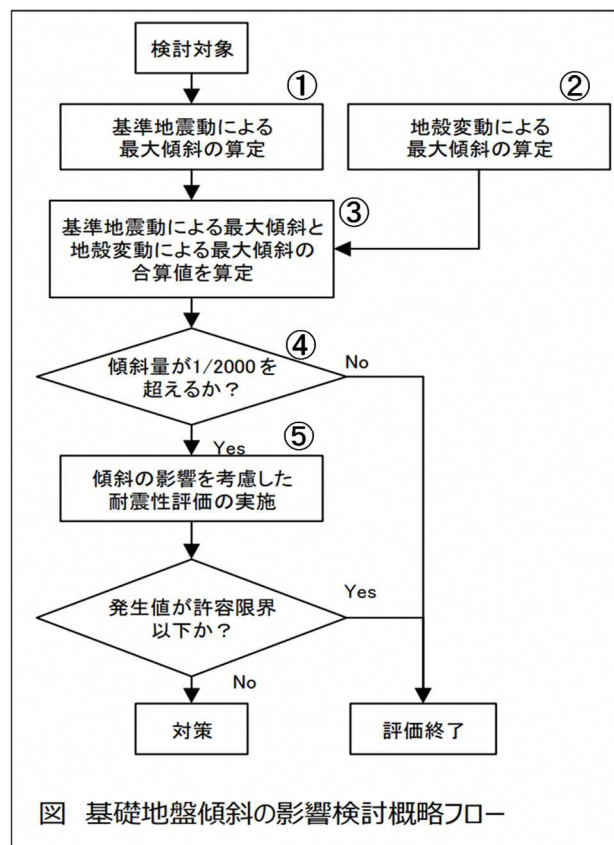 検討対象
①
基準地震動による
最大傾斜の算定
②
地殻変動による
最大傾斜の算定
③
基準地震動による最大傾斜と
地殻変動による最大傾斜の
合算値を算定
④
傾斜量が1/2000を
超えるか？
No
Yes
⑤
傾斜の影響を考慮した
耐震性評価の実施
発生値が許容限界
以下か？
Yes
No
対策
評価終了
図 基礎地盤傾斜の影響検討概略フロー